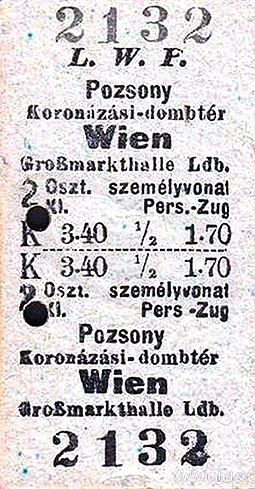 2132
L. W. P.
Pozsony
Koronázási-dombtér
Wien
Großmarkthalle Ldb.
2 Oszt. személyvonat
Kl. Pers.-Zug
K 3.40 ½ 1.70
K 3.40 ½ 1.70
2 Oszt. személyvonat
Kl. Pers-Zug
Pozsony
Koronázási-dombtér
Wien
Großmarkthalle Ldb.
2132